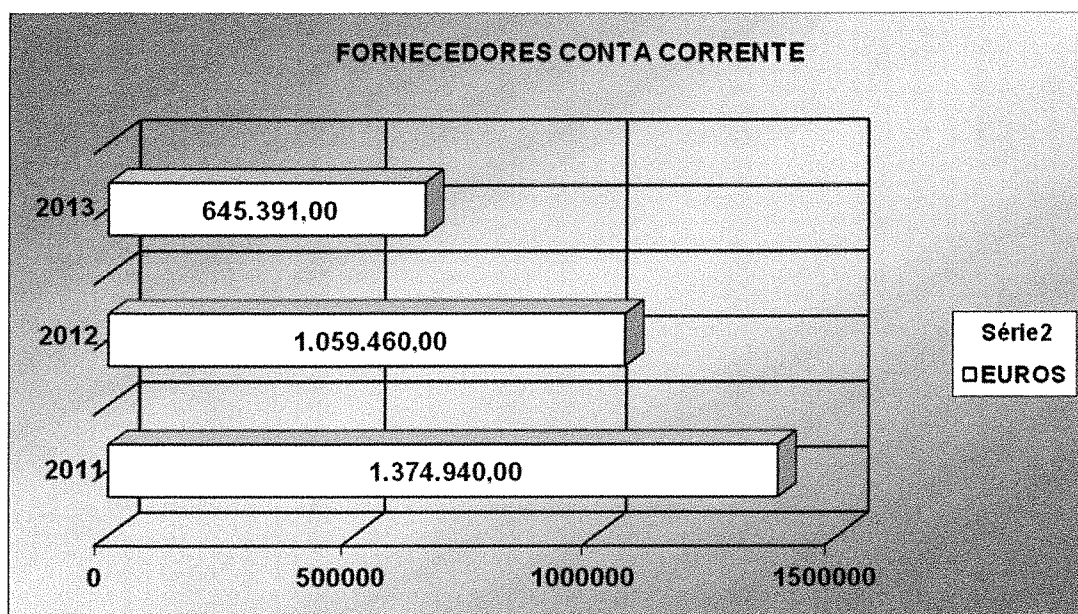 FORNECEDORES CONTA CORRENTE
2013
645.391,00
2012
1.059.460,00
2011
1.374.940,00
0 500000 1000000 1500000
Série2
EUROS